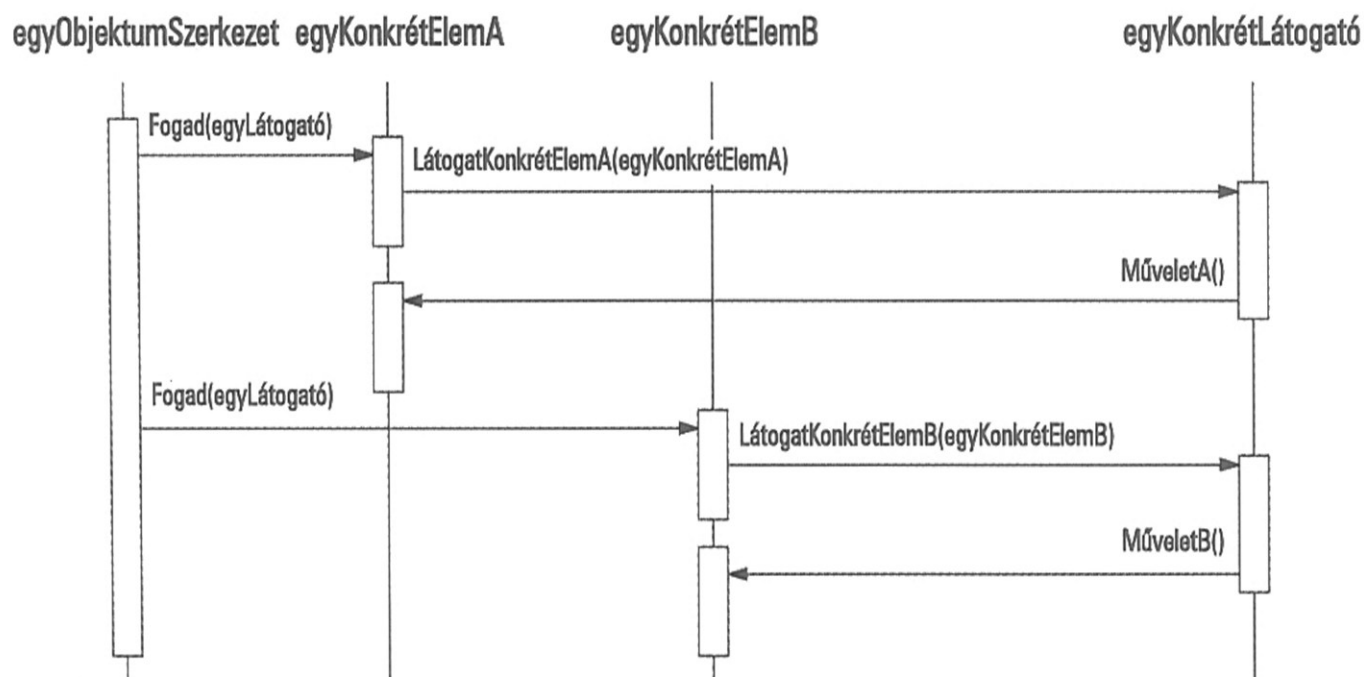 egyObjektumSzerkezet egyKonkrétElemA egyKonkrétElemB egyKonkrétLátogató
Fogad(egyLátogató)
LátogatKonkrétElemA(egyKonkrétElemA)
MűveletA()
Fogad(egyLátogató)
LátogatKonkrétElemB(egyKonkrétElemB)
MűveletB()